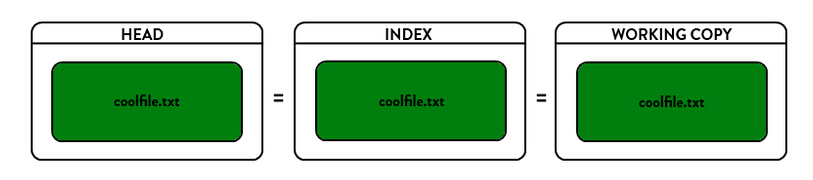 HEAD
INDEX
WORKING COPY
coolfile.txt
=
coolfile.txt
=
coolfile.txt